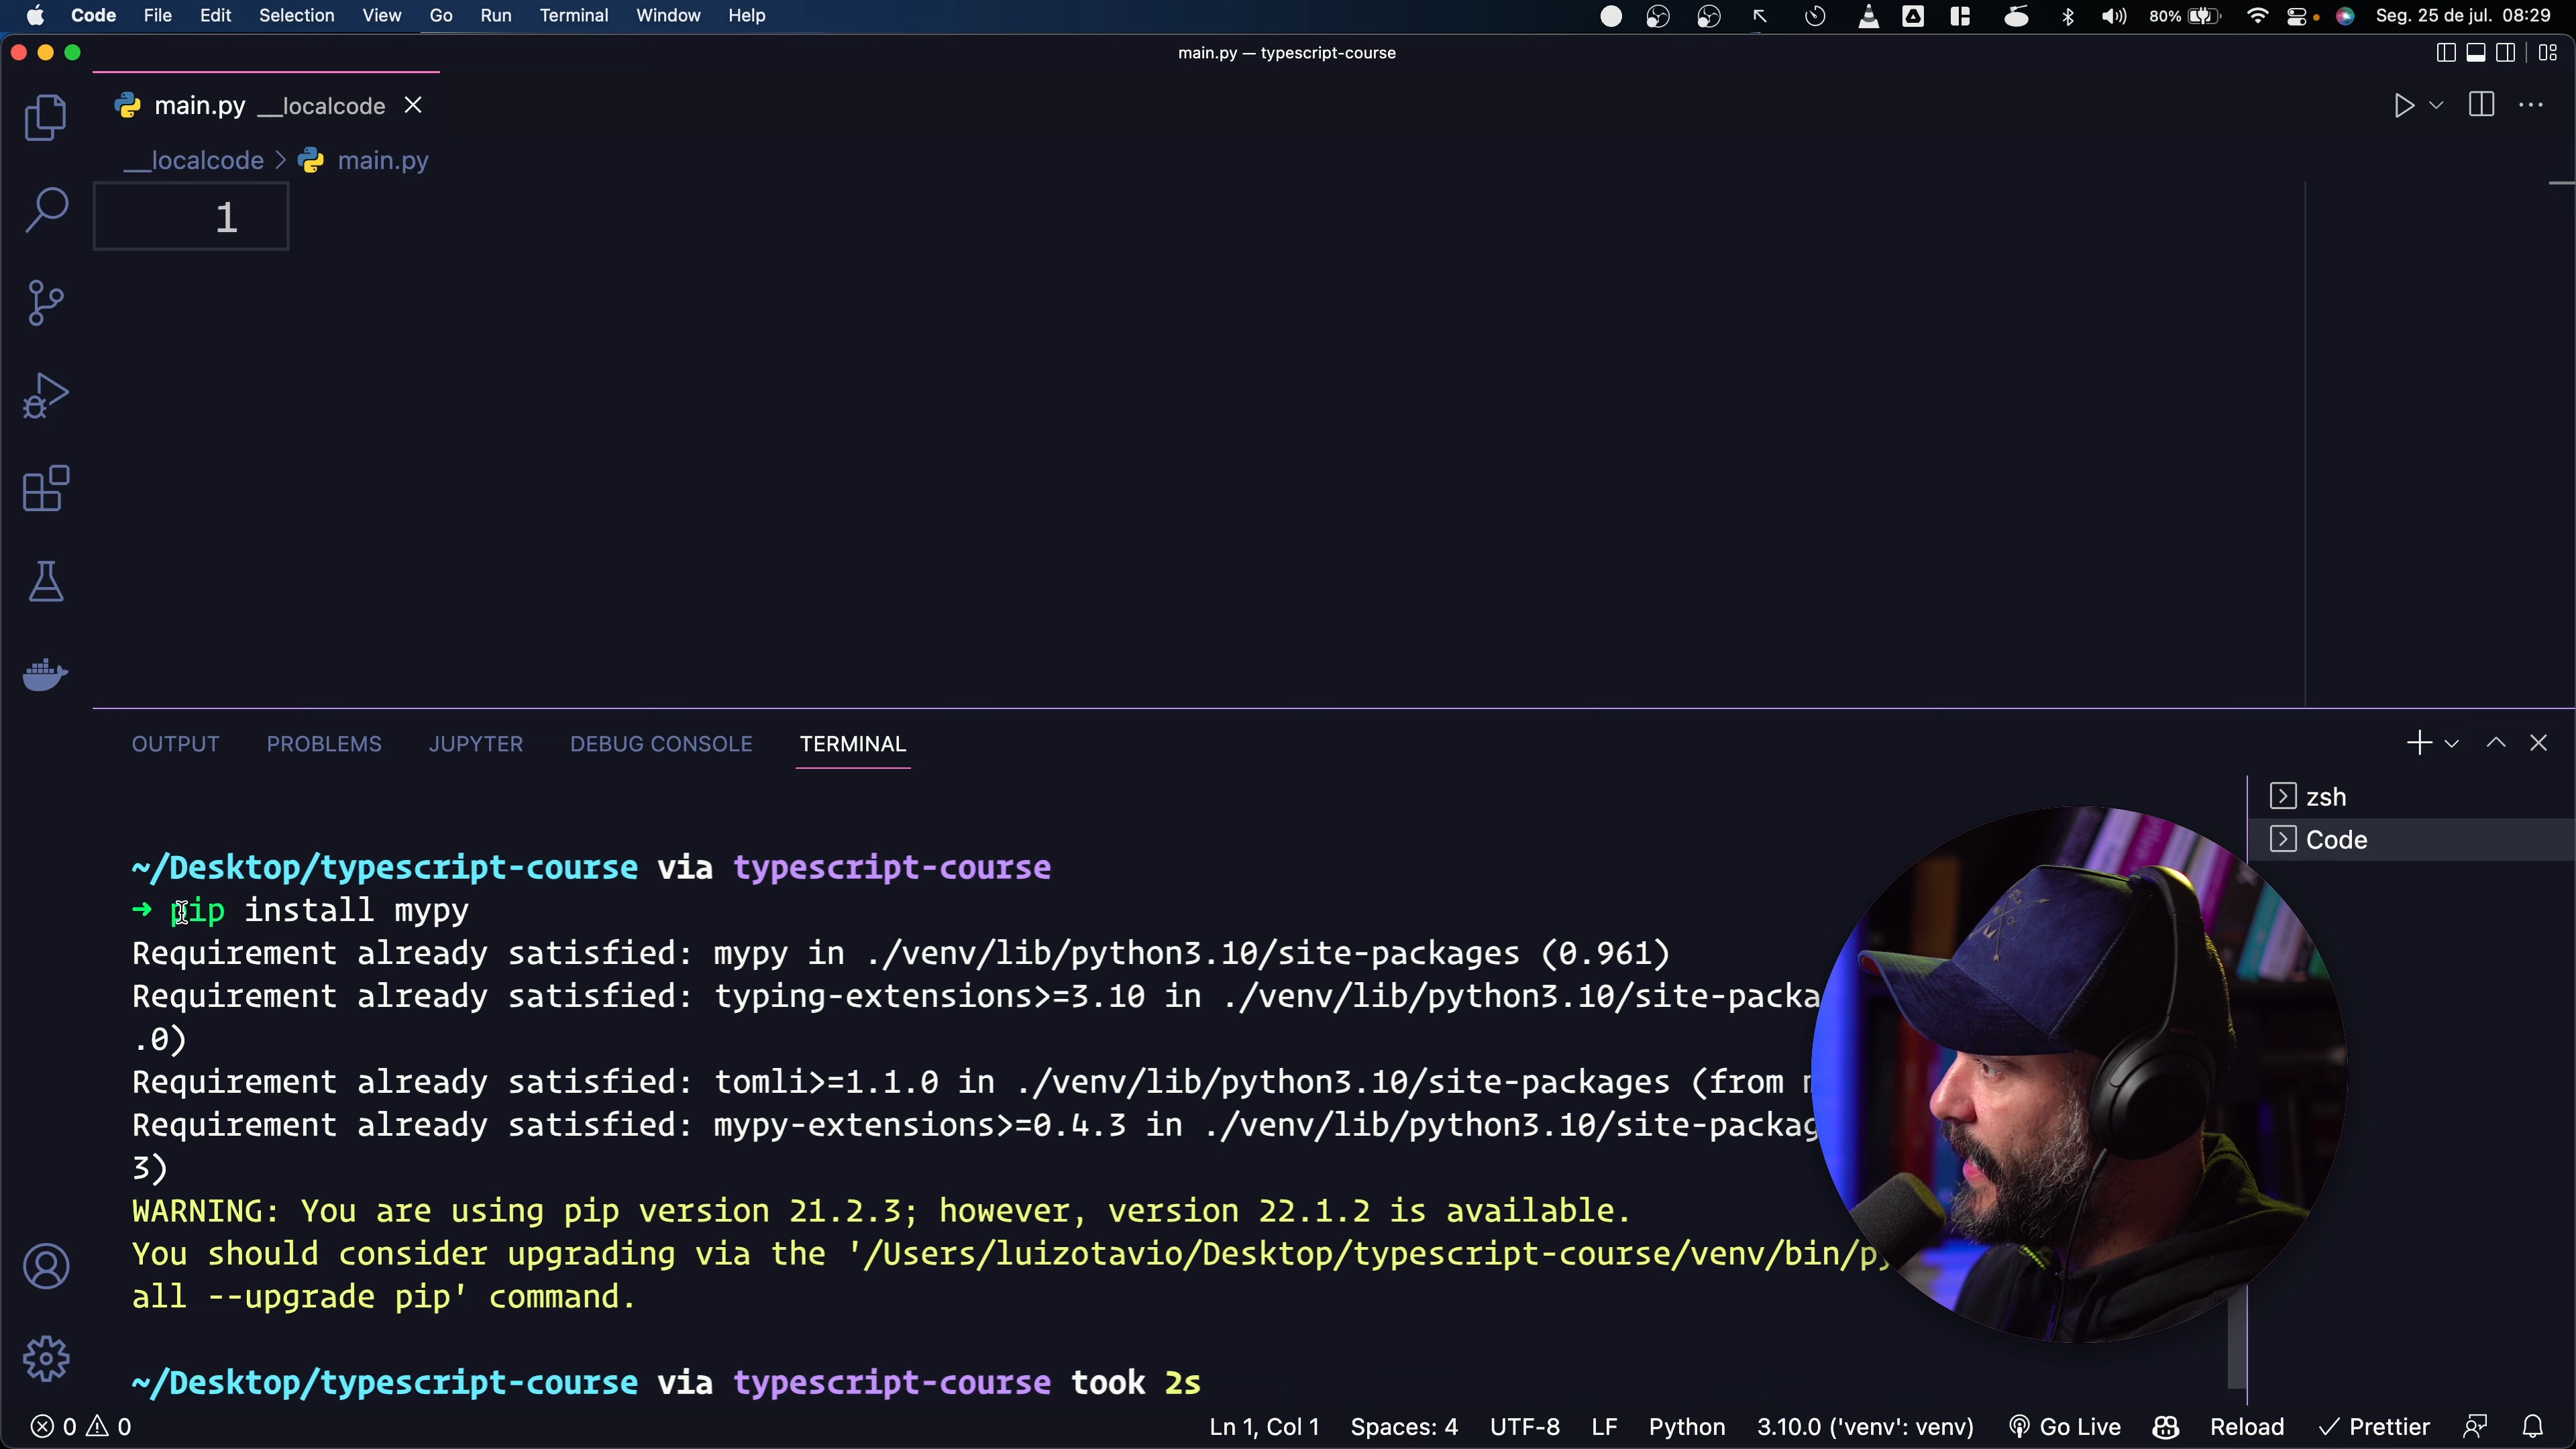 Code File Edit Selection View Go Run Terminal Window Help 80% Seg. 25 de jul. 08:29
main.py — typescript-course
main.py __localcode
__localcode > main.py
1
OUTPUT PROBLEMS JUPYTER DEBUG CONSOLE TERMINAL
zsh
Code
~/Desktop/typescript-course via typescript-course
➜ pip install mypy
Requirement already satisfied: mypy in ./venv/lib/python3.10/site-packages (0.961)
Requirement already satisfied: typing-extensions>=3.10 in ./venv/lib/python3.10/site-packa
.0)
Requirement already satisfied: tomli>=1.1.0 in ./venv/lib/python3.10/site-packages (from
Requirement already satisfied: mypy-extensions>=0.4.3 in ./venv/lib/python3.10/site-packag
3)
WARNING: You are using pip version 21.2.3; however, version 22.1.2 is available.
You should consider upgrading via the '/Users/luizotavio/Desktop/typescript-course/venv/bin/py
all --upgrade pip' command.
~/Desktop/typescript-course via typescript-course took 2s
0 0 Ln 1, Col 1 Spaces: 4 UTF-8 LF Python 3.10.0 ('venv': venv) Go Live Reload Prettier